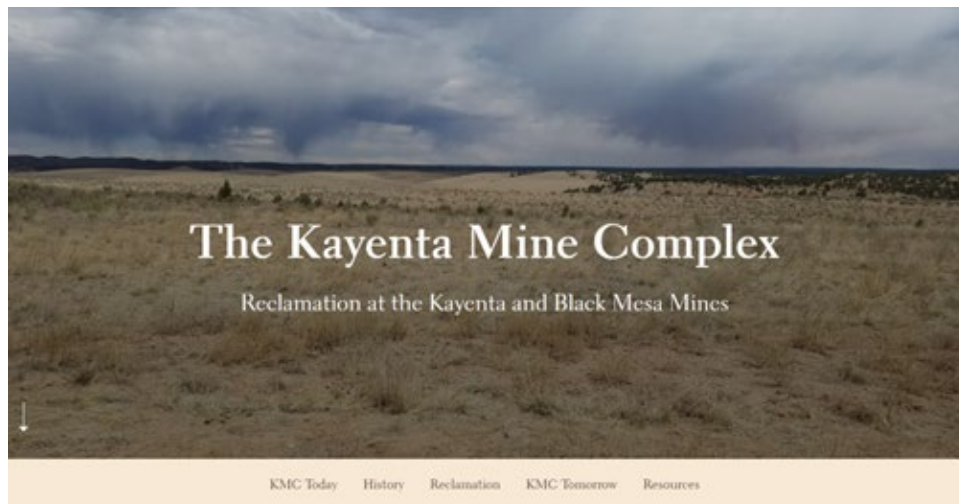 The Kayenta Mine Complex
Reclamation at the Kayenta and Black Mesa Mines
KMC Today History Reclamation KMC Tomorrow Resources